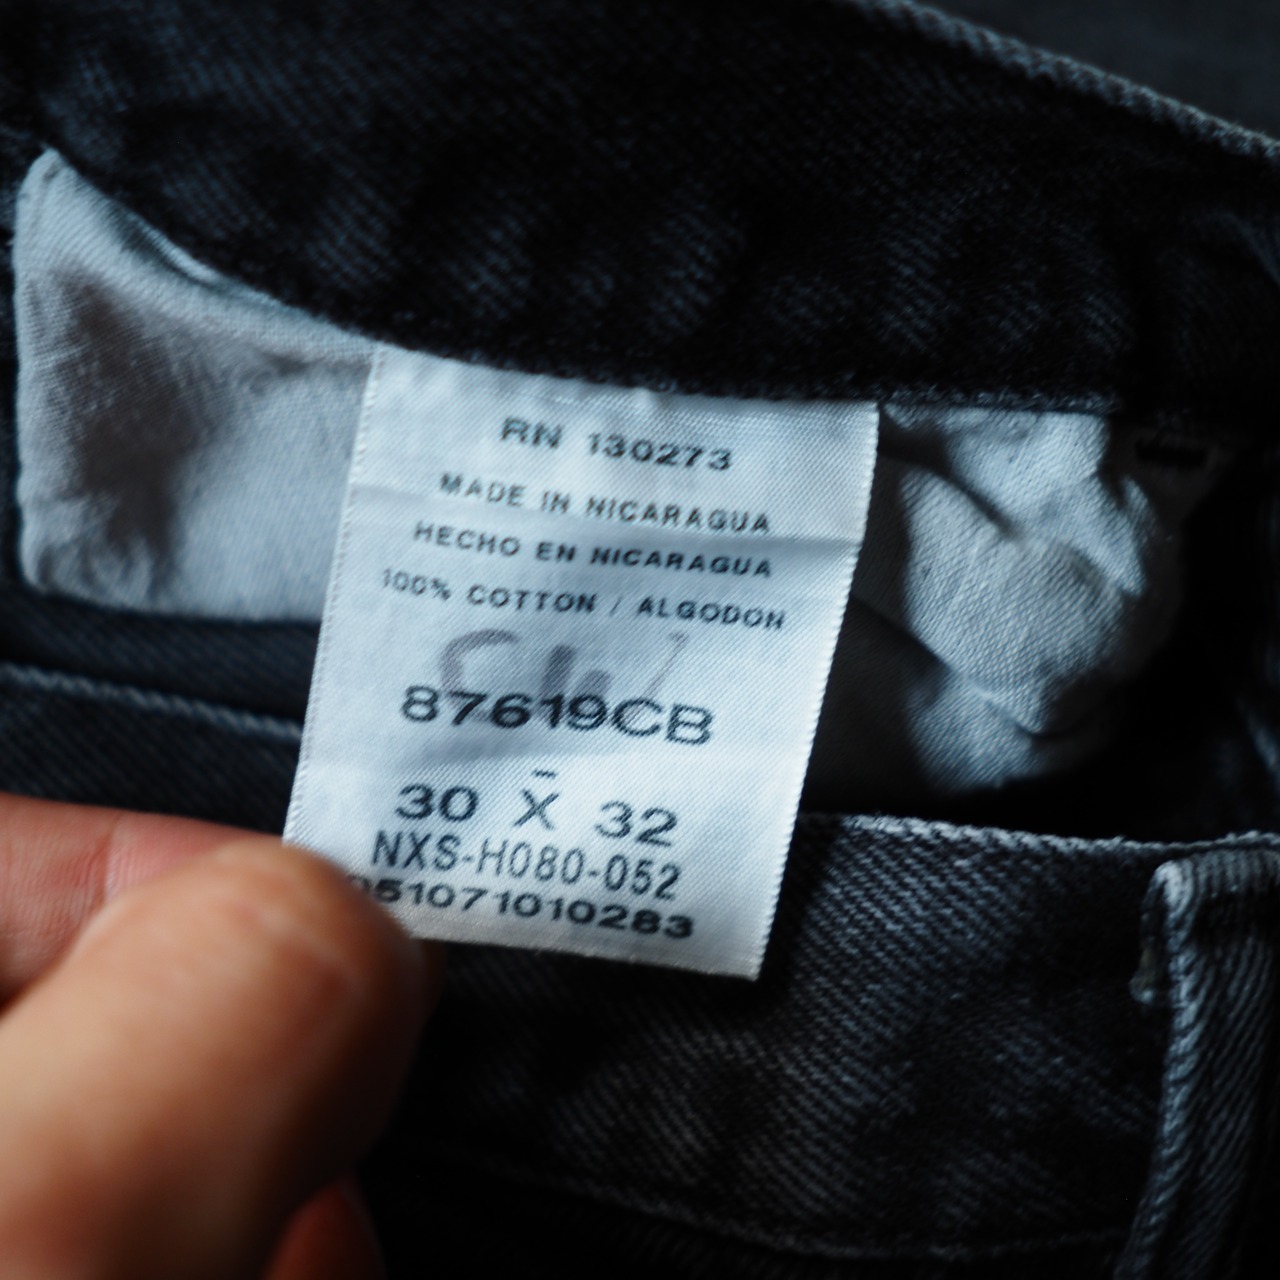 RN 130273
MADE IN NICARAGUA
HECHO EN NICARAGUA
100% COTTON / ALGODON
87619CB
30 X 32
NXS-H080-052
051071010283